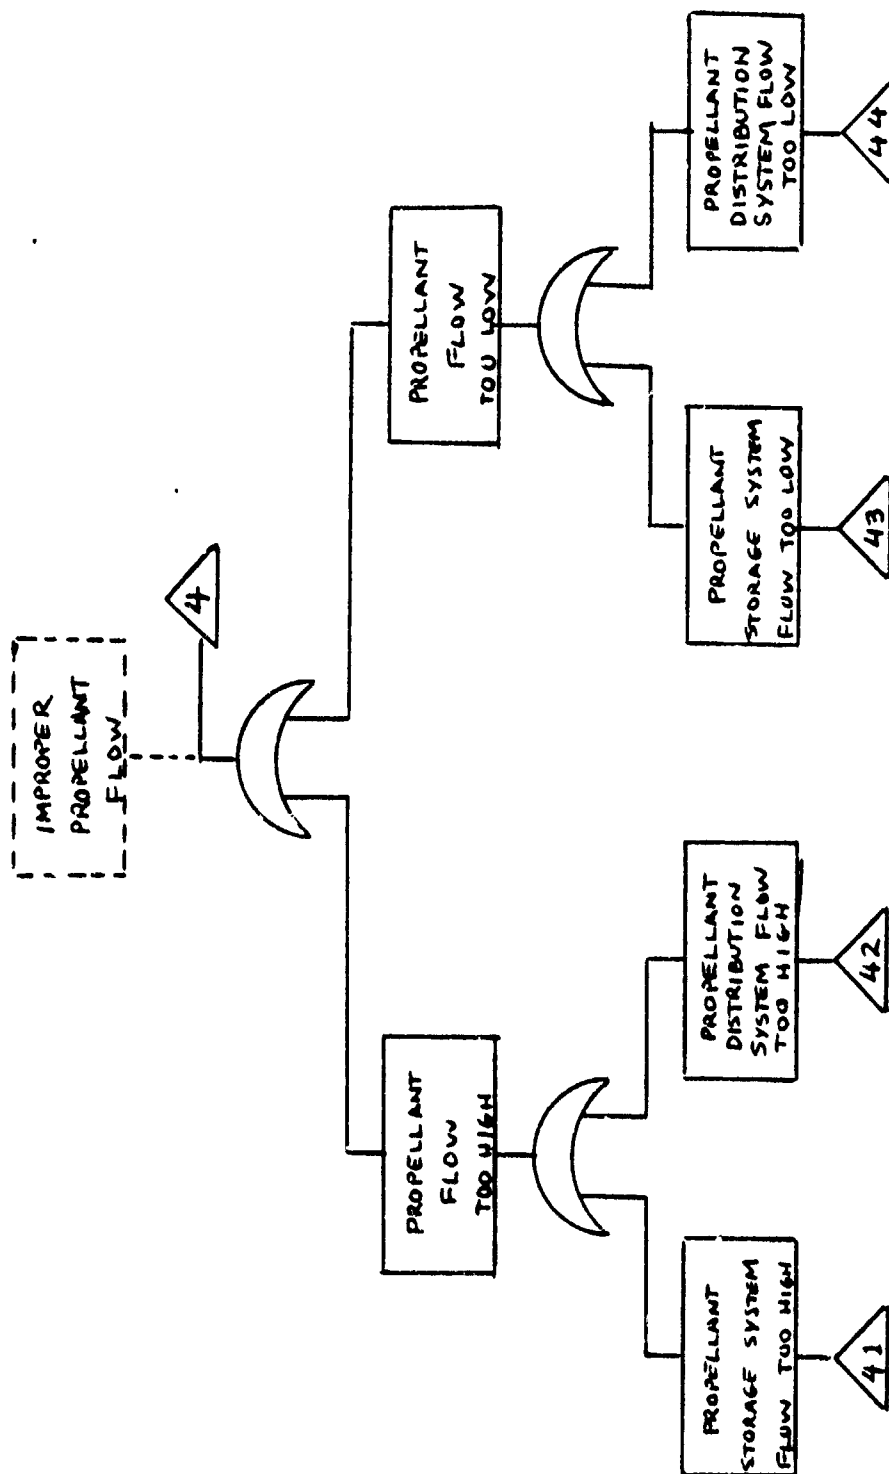 IMPROPER
PROPELLANT
FLOW
4
PROPELLANT
FLOW
TOO HIGH
PROPELLANT
FLOW
TOO LOW
PROPELLANT
STORAGE SYSTEM
FLOW TOO HIGH
41
PROPELLANT
DISTRIBUTION
SYSTEM FLOW
TOO HIGH
42
PROPELLANT
STORAGE SYSTEM
FLOW TOO LOW
43
PROPELLANT
DISTRIBUTION
SYSTEM FLOW
TOO LOW
44